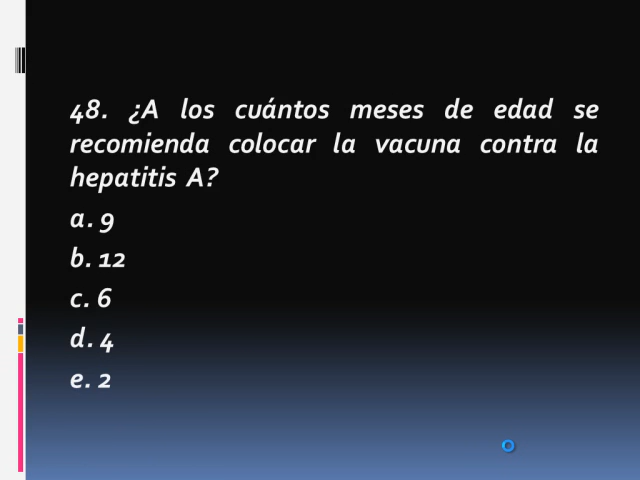 48. ¿A los cuántos meses de edad se
recomienda colocar la vacuna contra la
hepatitis A?
a. 9
b. 12
c. 6
d. 4
e. 2